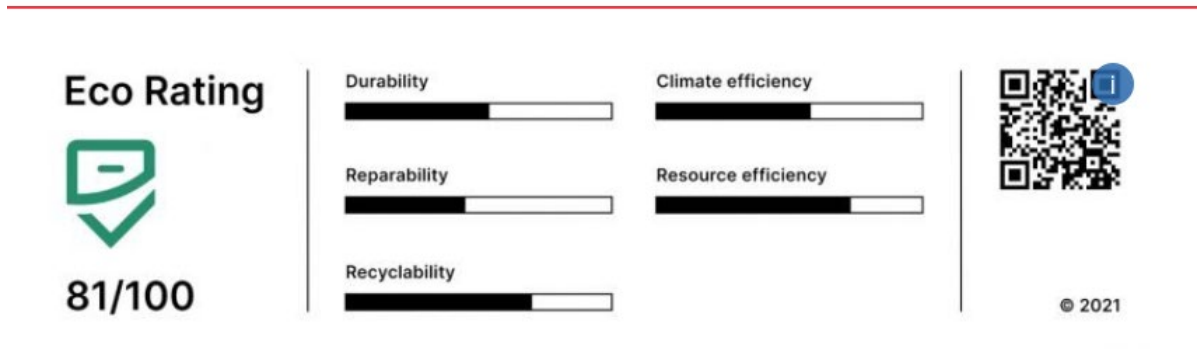 Eco Rating
81/100
Durability
Reparability
Recyclability
Climate efficiency
Resource efficiency
i
© 2021